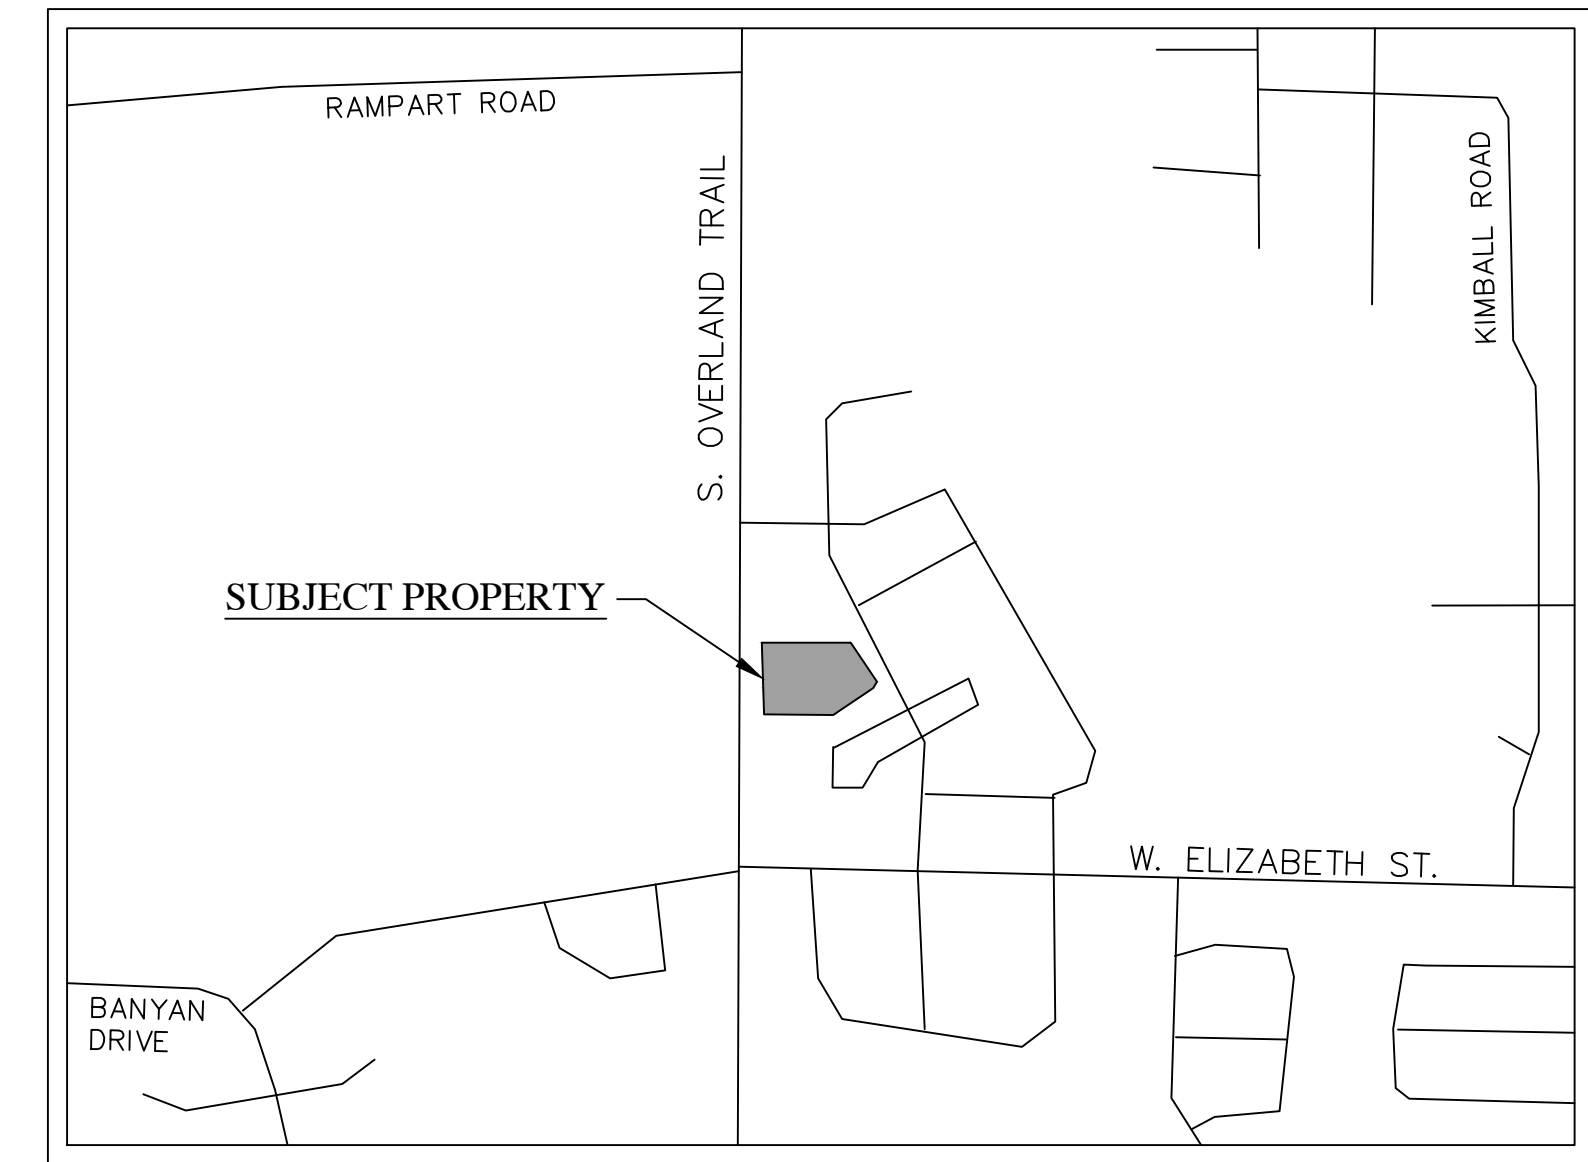 RAMPART ROAD
S. OVERLAND TRAIL
KIMBALL ROAD
SUBJECT PROPERTY
W. ELIZABETH ST.
BANYAN
DRIVE